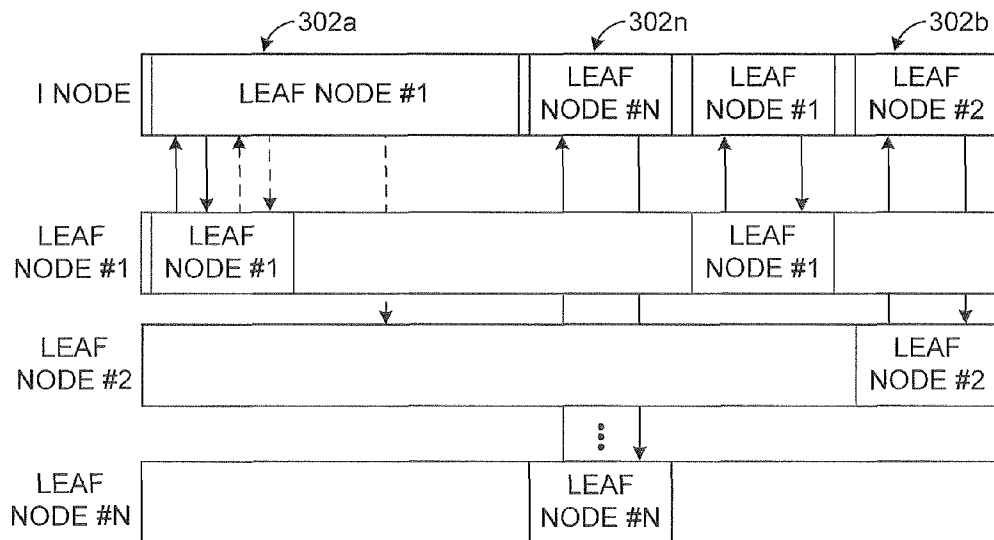 302a
302n
302b
I NODE
LEAF NODE #1
LEAF
NODE #N
LEAF
NODE #1
LEAF
NODE #2
LEAF
NODE #1
LEAF
NODE #1
LEAF
NODE #1
LEAF
NODE #2
LEAF
NODE #2
LEAF
NODE #N
LEAF
NODE #N